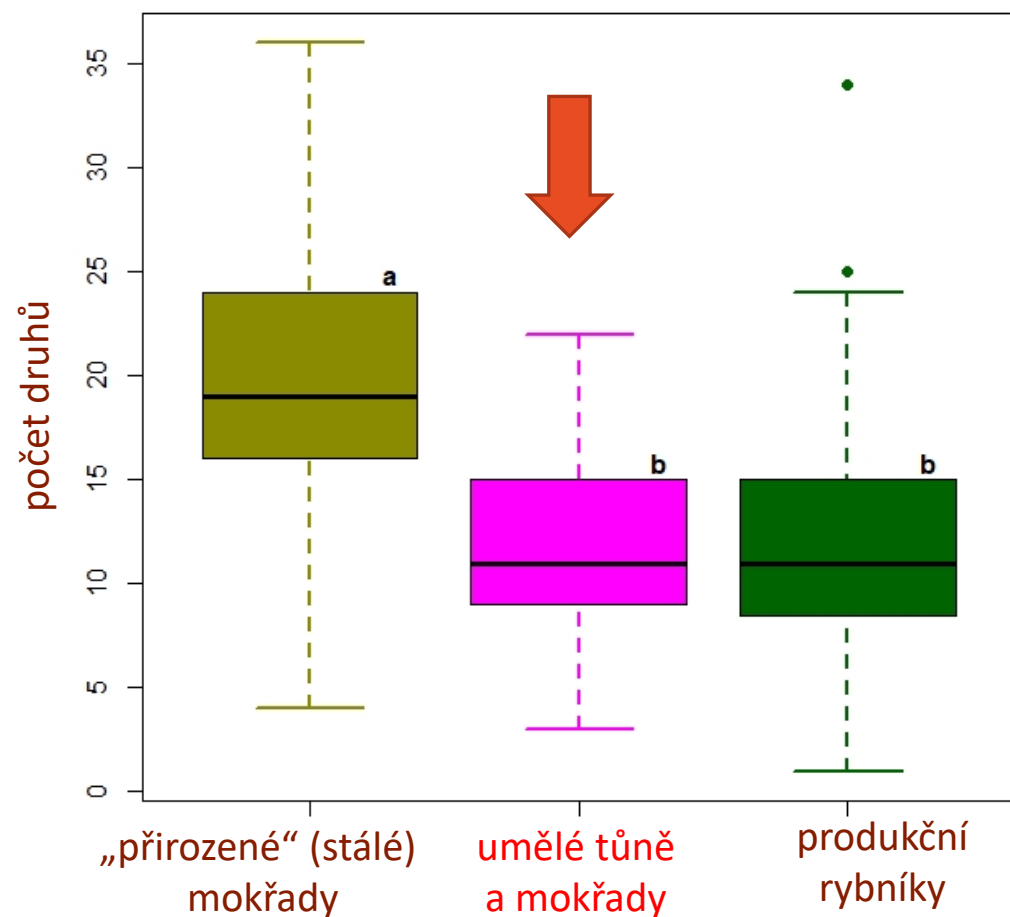 počet druhů
35
30
25
20
15
10
5
0
a
b
b
„přirozené“ (stálé)
mokřady
umělé tůně
a mokřady
produkční
rybníky